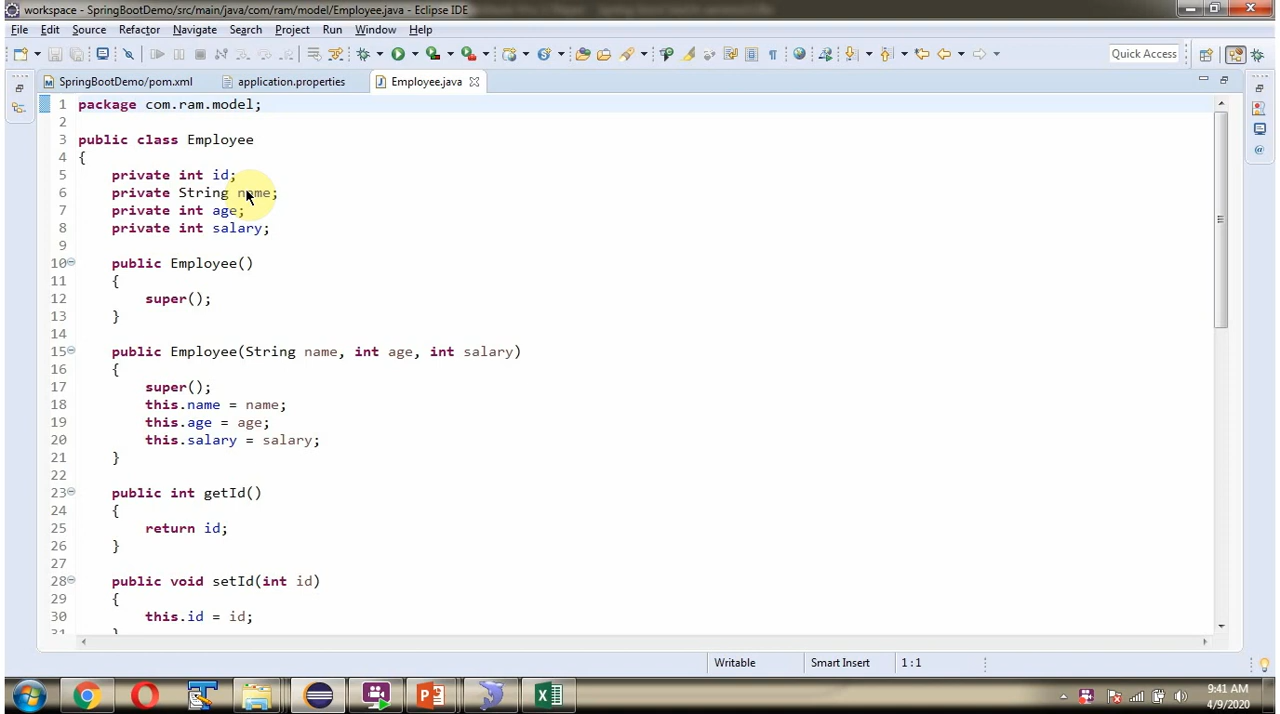 workspace - SpringBootDemo/src/main/java/com/ram/model/Employee.java - Eclipse IDE
File Edit Source Refactor Navigate Search Project Run Window Help
Quick Access
SpringBootDemo/pom.xml application.properties Employee.java
1 package com.ram.model;
2
3 public class Employee
4 {
5 private int id;
6 private String name;
7 private int age;
8 private int salary;
9
10 public Employee()
11 {
12 super();
13 }
14
15 public Employee(String name, int age, int salary)
16 {
17 super();
18 this.name = name;
19 this.age = age;
20 this.salary = salary;
21 }
22
23 public int getId()
24 {
25 return id;
26 }
27
28 public void setId(int id)
29 {
30 this.id = id;
31 }
Writable Smart Insert 1 : 1
9:41 AM
4/9/2020